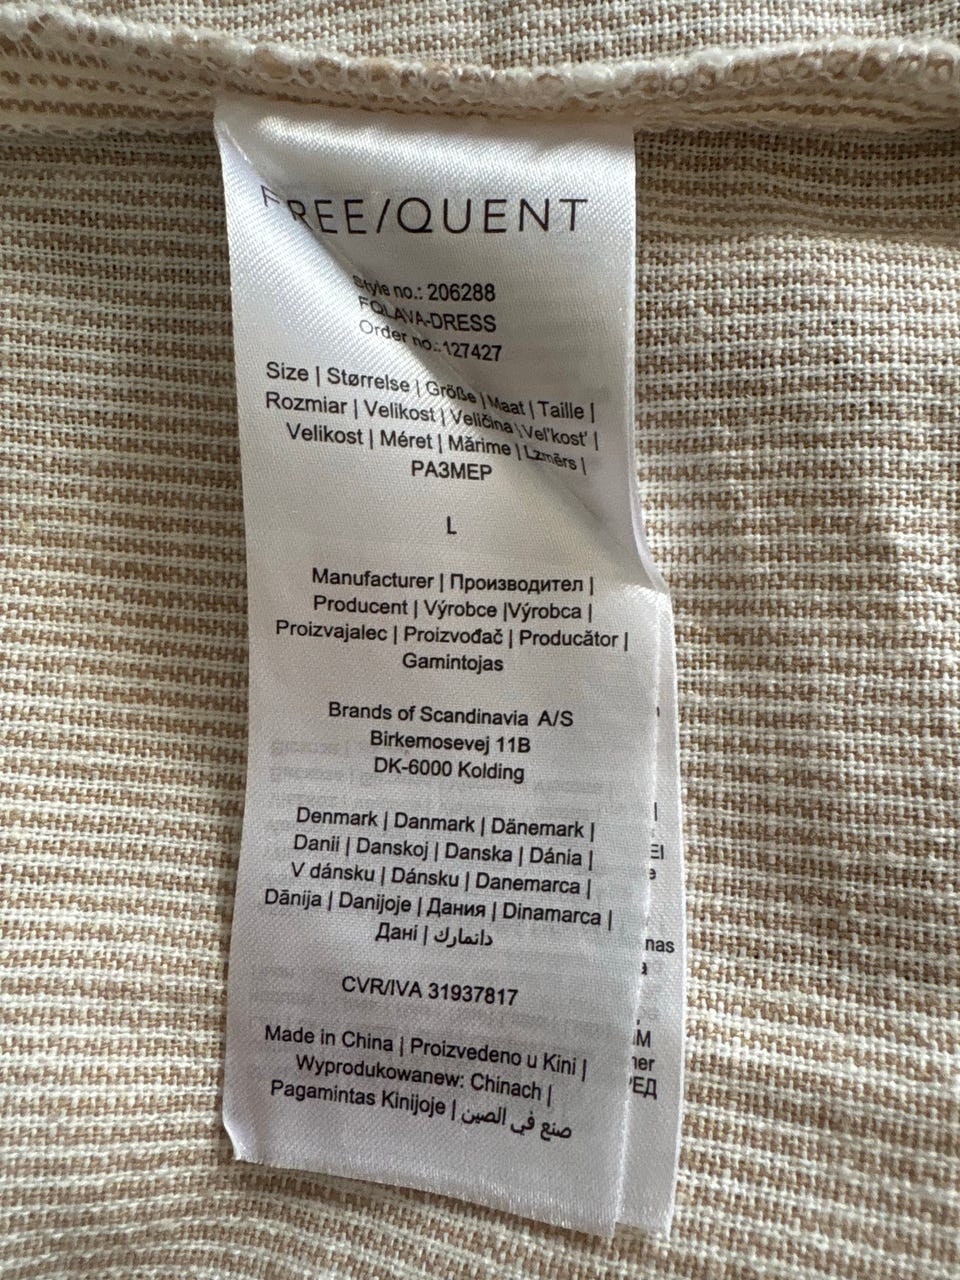 FREE/QUENT
Style no.: 206288
FQLAVA-DRESS
Order no.:127427
Size | Størrelse | Größe | Maat | Taille |
Rozmiar | Velikost | Veličina | Vel'kost' |
Velikost | Méret | Mărime | Lzmērs |
РАЗМЕР
L
Manufacturer | Производител |
Producent | Výrobce |Výrobca |
Proizvajalec | Proizvođač | Producător |
Gamintojas
Brands of Scandinavia A/S
Birkemosevej 11B
DK-6000 Kolding
Denmark | Danmark | Dänemark |
Danii | Danskoj | Danska | Dánia |
V dánsku | Dánsku | Danemarca |
Dānija | Danijoje | Дания | Dinamarca |
Дані | دانمارك
CVR/IVA 31937817
Made in China | Proizvedeno u Kini |
Wyprodukowanew: Chinach |
Pagamintas Kinijoje | صنع في الصين